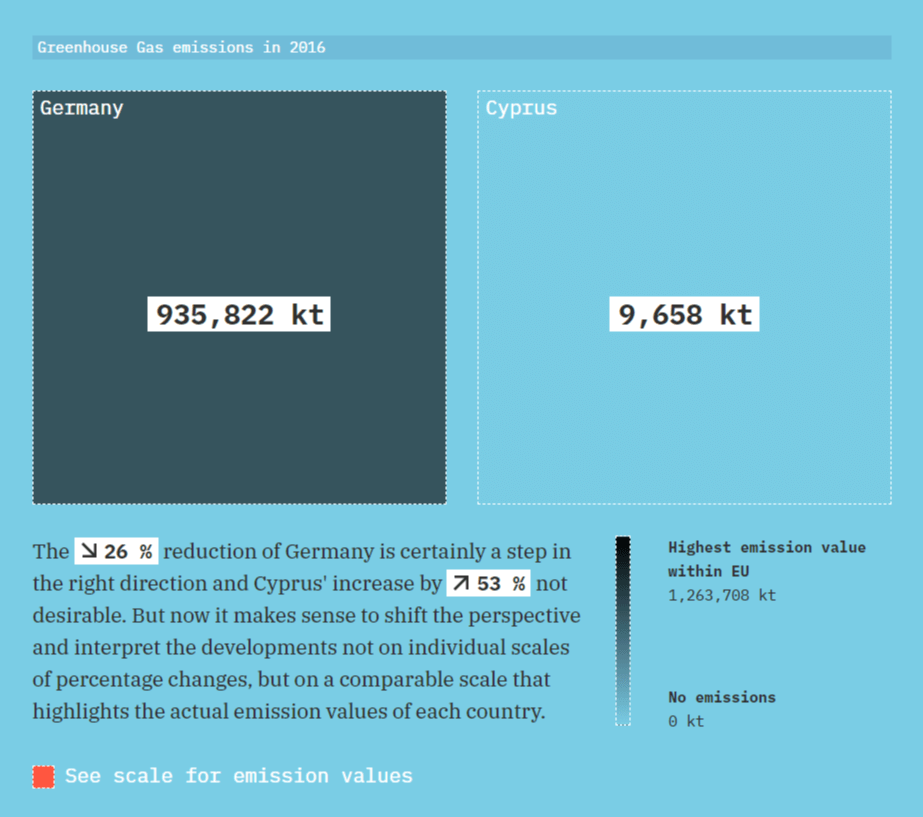 Greenhouse Gas emissions in 2016
Germany
Cyprus
935,822 kt
9,658 kt
The ↘ 26 % reduction of Germany is certainly a step in
the right direction and Cyprus' increase by ↗ 53 % not
desirable. But now it makes sense to shift the perspective
and interpret the developments not on individual scales
of percentage changes, but on a comparable scale that
highlights the actual emission values of each country.
Highest emission value
within EU
1,263,708 kt
No emissions
0 kt
See scale for emission values